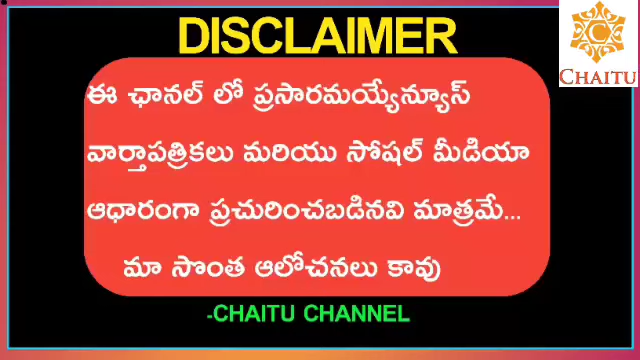 DISCLAIMER
CHAITU
ఈ ఛానల్ లో ప్రసారమయ్యేన్యూస్
వార్తాపత్రికలు మరియు సోషల్ మీడియా
ఆధారంగా ప్రచురించబడినవి మాత్రమే...
మా సొంత ఆలోచనలు కావు
-CHAITU CHANNEL